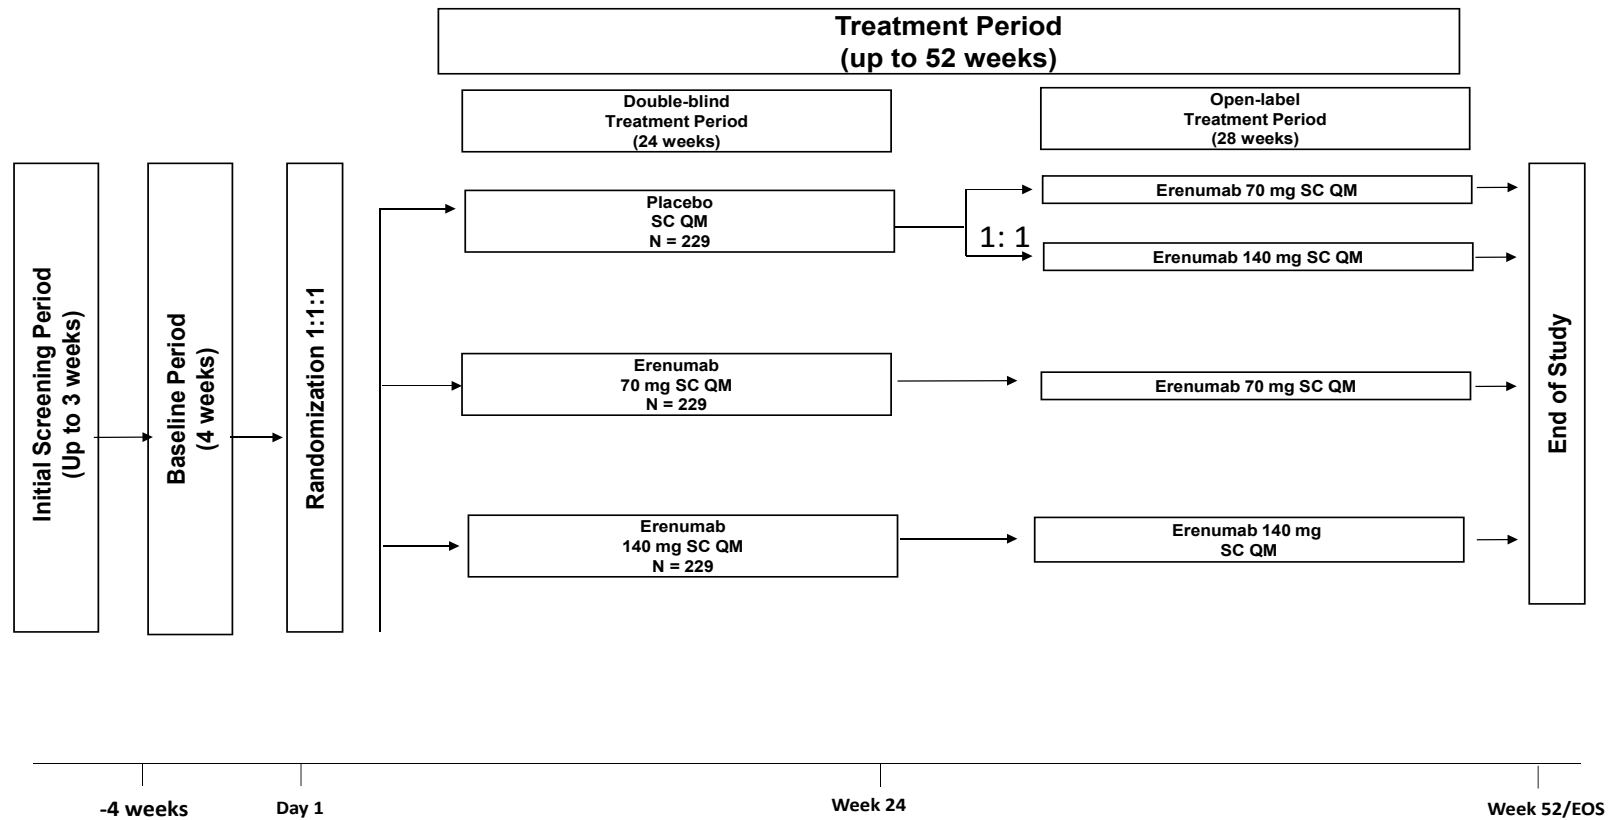 Treatment Period
(up to 52 weeks)
Double-blind
Treatment Period
(24 weeks)
Open-label
Treatment Period
(28 weeks)
Initial Screening Period
(Up to 3 weeks)
Baseline Period
(4 weeks)
Randomization 1:1:1
Placebo
SC QM
N = 229
1: 1
Erenumab 70 mg SC QM
Erenumab 140 mg SC QM
Erenumab
70 mg SC QM
N = 229
Erenumab 70 mg SC QM
Erenumab
140 mg SC QM
N = 229
Erenumab 140 mg
SC QM
End of Study
-4 weeks
Day 1
Week 24
Week 52/EOS